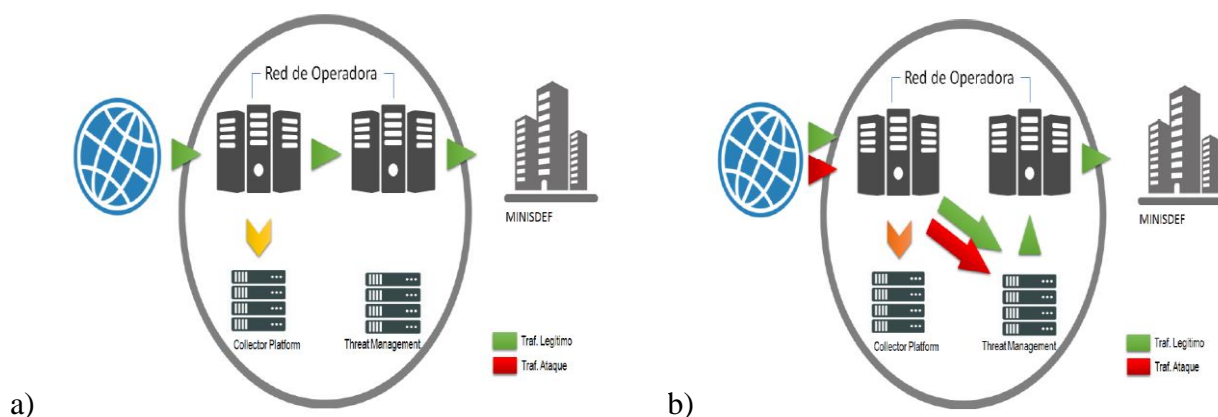 Red de Operadora
MINISDEF
Collector Platform
Threat Management
Traf. Legitimo
Traf. Ataque
a)
Red de Operadora
MINISDEF
Collector Platform
Threat Management
Traf. Legitimo
Traf. Ataque
b)